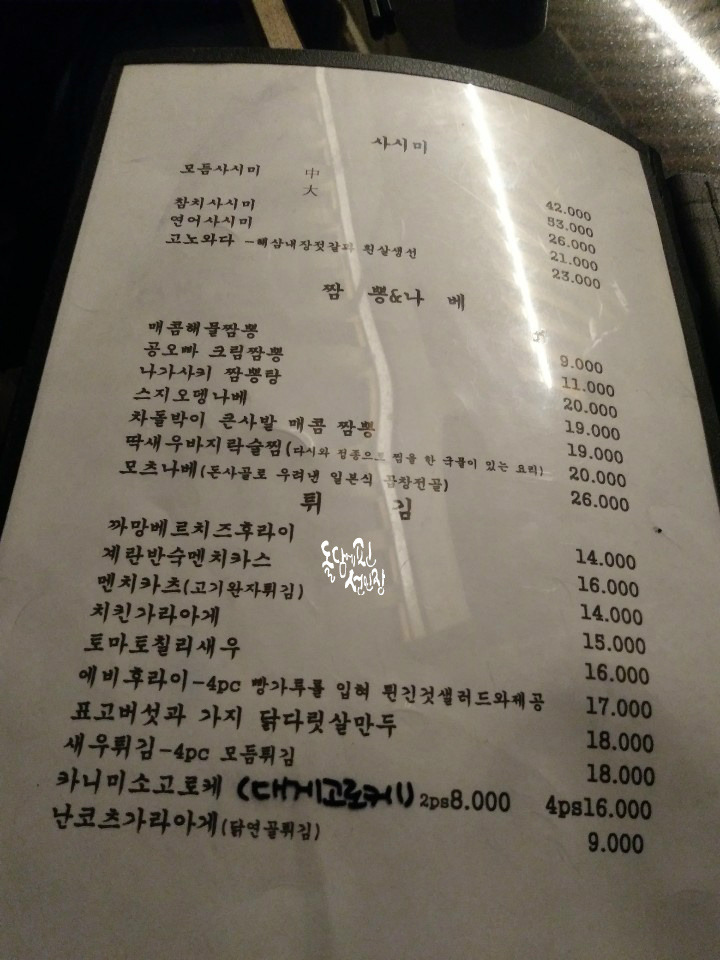 사시미
모듬사시미 中 42.000
大 53.000
참치사시미 26.000
연어사시미 21.000
고노와다 -해삼내장젓갈과 흰살생선 23.000
짬 뽕&나 베
매콤해물짬뽕 9.000
공오빠 크림짬뽕 11.000
나가사키 짬뽕탕 20.000
스지오뎅나베 19.000
차돌박이 큰사발 매콤 짬뽕 19.000
딱새우바지락술찜(다시와 정종으로 찜을 한 국물이 있는 요리) 20.000
모츠나베(돈사골로 우려낸 일본식 곱창전골) 26.000
튀 김
까망베르치즈후라이 14.000
계란반숙멘치카스 16.000
멘치카츠(고기완자튀김) 14.000
치킨가라아게 15.000
토마토칠리새우 16.000
에비후라이-4pc 빵가루를 입혀 튄긴것샐러드와제공 17.000
표고버섯과 가지 닭다릿살만두 18.000
새우튀김-4pc 모듬튀김 18.000
카니미소고로케 (대게고로케) 2ps8.000 4ps16.000
난코츠가라아게(닭연골튀김) 9.000
돌담에핀
선인장